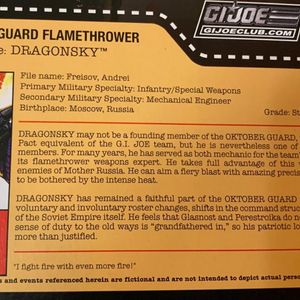 GUARD FLAMETHROWER
GI JOE
GIJOECLUB.COM
e: DRAGONSKY™
File name: Freisov, Andrei
Primary Military Specialty: Infantry/Special Weapons
Secondary Military Specialty: Mechanical Engineer
Birthplace: Moscow, Russia
Grade: St
DRAGONSKY may not be a founding member of the OKTOBER GUARD,
Pact equivalent of the G.I. JOE team, but he is nevertheless one of
members. For many years, he has served as both mechanic for the team's
its flamethrower weapons expert. He takes full advantage of this
enemies of Mother Russia. He can aim a fiery blast with amazing precis
to be bothered by the intense heat.
DRAGONSKY has remained a faithful part of the OKTOBER GUARD
voluntary and involuntary roster changes, shifts in the command struc
of the Soviet Empire itself. He feels that Glasnost and Perestroika do n
sense of duty to the old ways is "grandfathered in," so his patriotic lo
more than justified.
"I fight fire with even more fire!"
s and events referenced herein are fictional and are not intended to depict actual perso